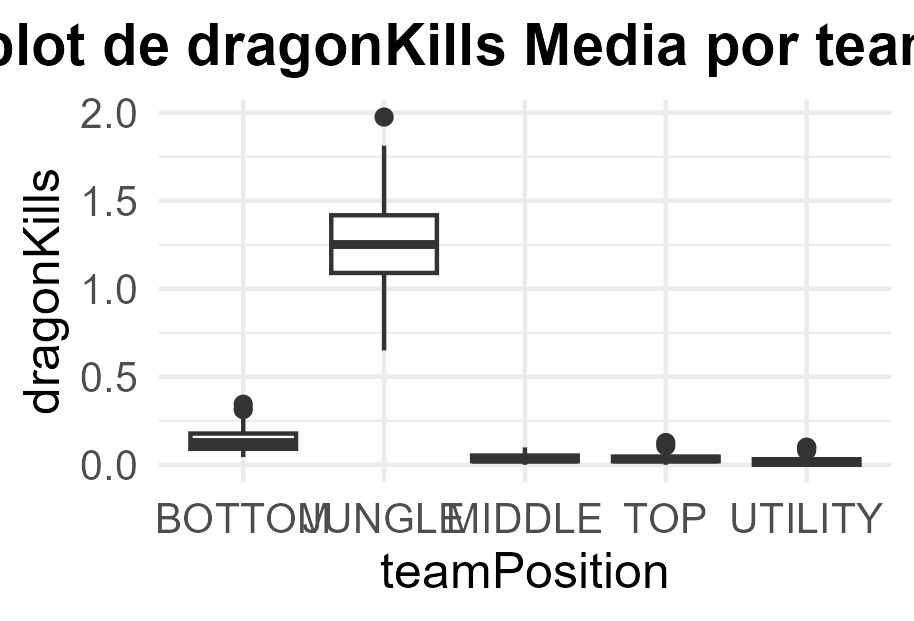 plot de dragonKills Media por tear
2.0
1.5
1.0
0.5
0.0
dragonKills
BOTTOM JUNGLE MIDDLE TOP UTILITY
teamPosition